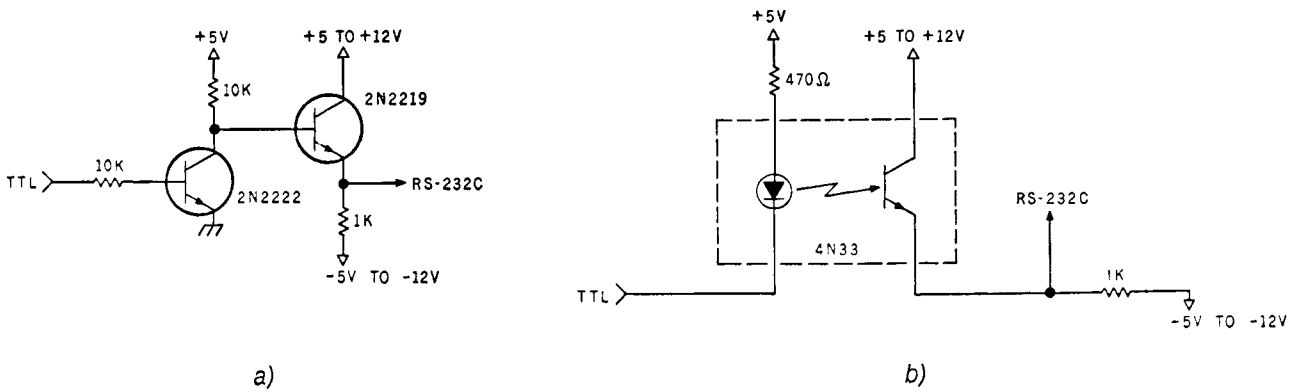 +5V
+5 TO +12V
10K
2N2219
10K
TTL
2N2222
RS-232C
1K
-5V TO -12V
a)
+5V
+5 TO +12V
470Ω
RS-232C
4N33
1K
TTL
-5V TO -12V
b)